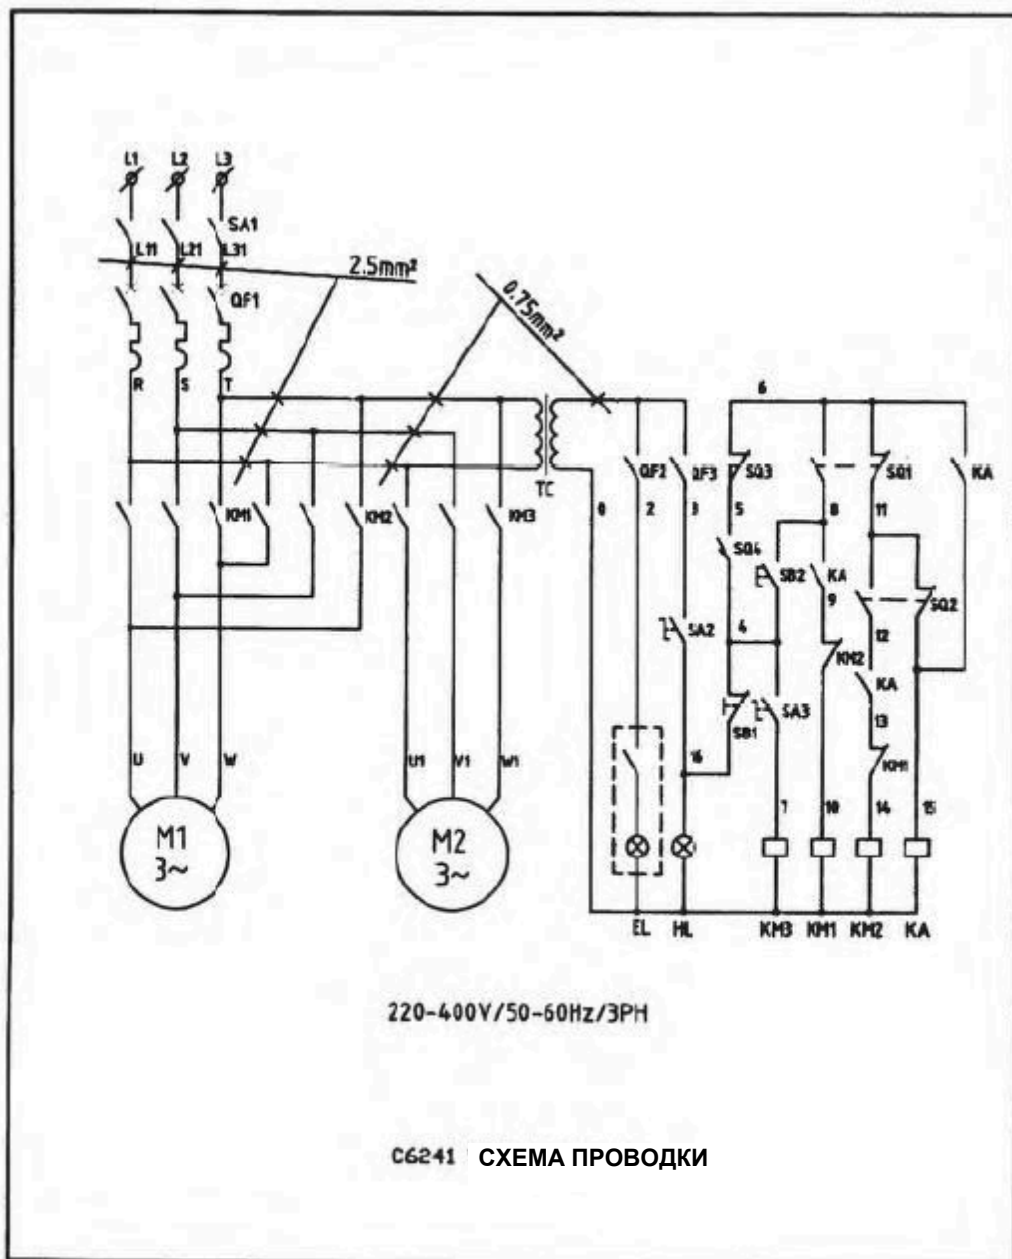 L1 L2 L3
SA1
L11 L21 L31
2.5mm²
0.75mm²
QF1
R S T
6
TC
QF2 QF3 SQ3 SQ1 KA
0 2 3 5 8 11
KM1 KM2 KM3
SQ4
SB2 KA
9
SQ2
4
12
SA2
KM2
KA
SA3
SB1
13
16
KM1
U V W U1 V1 W1
7 10 14 15
M1
3~
M2
3~
EL HL KM3 KM1 KM2 KA
220-400V/50-60Hz/3PH
C6241 СХЕМА ПРОВОДКИ